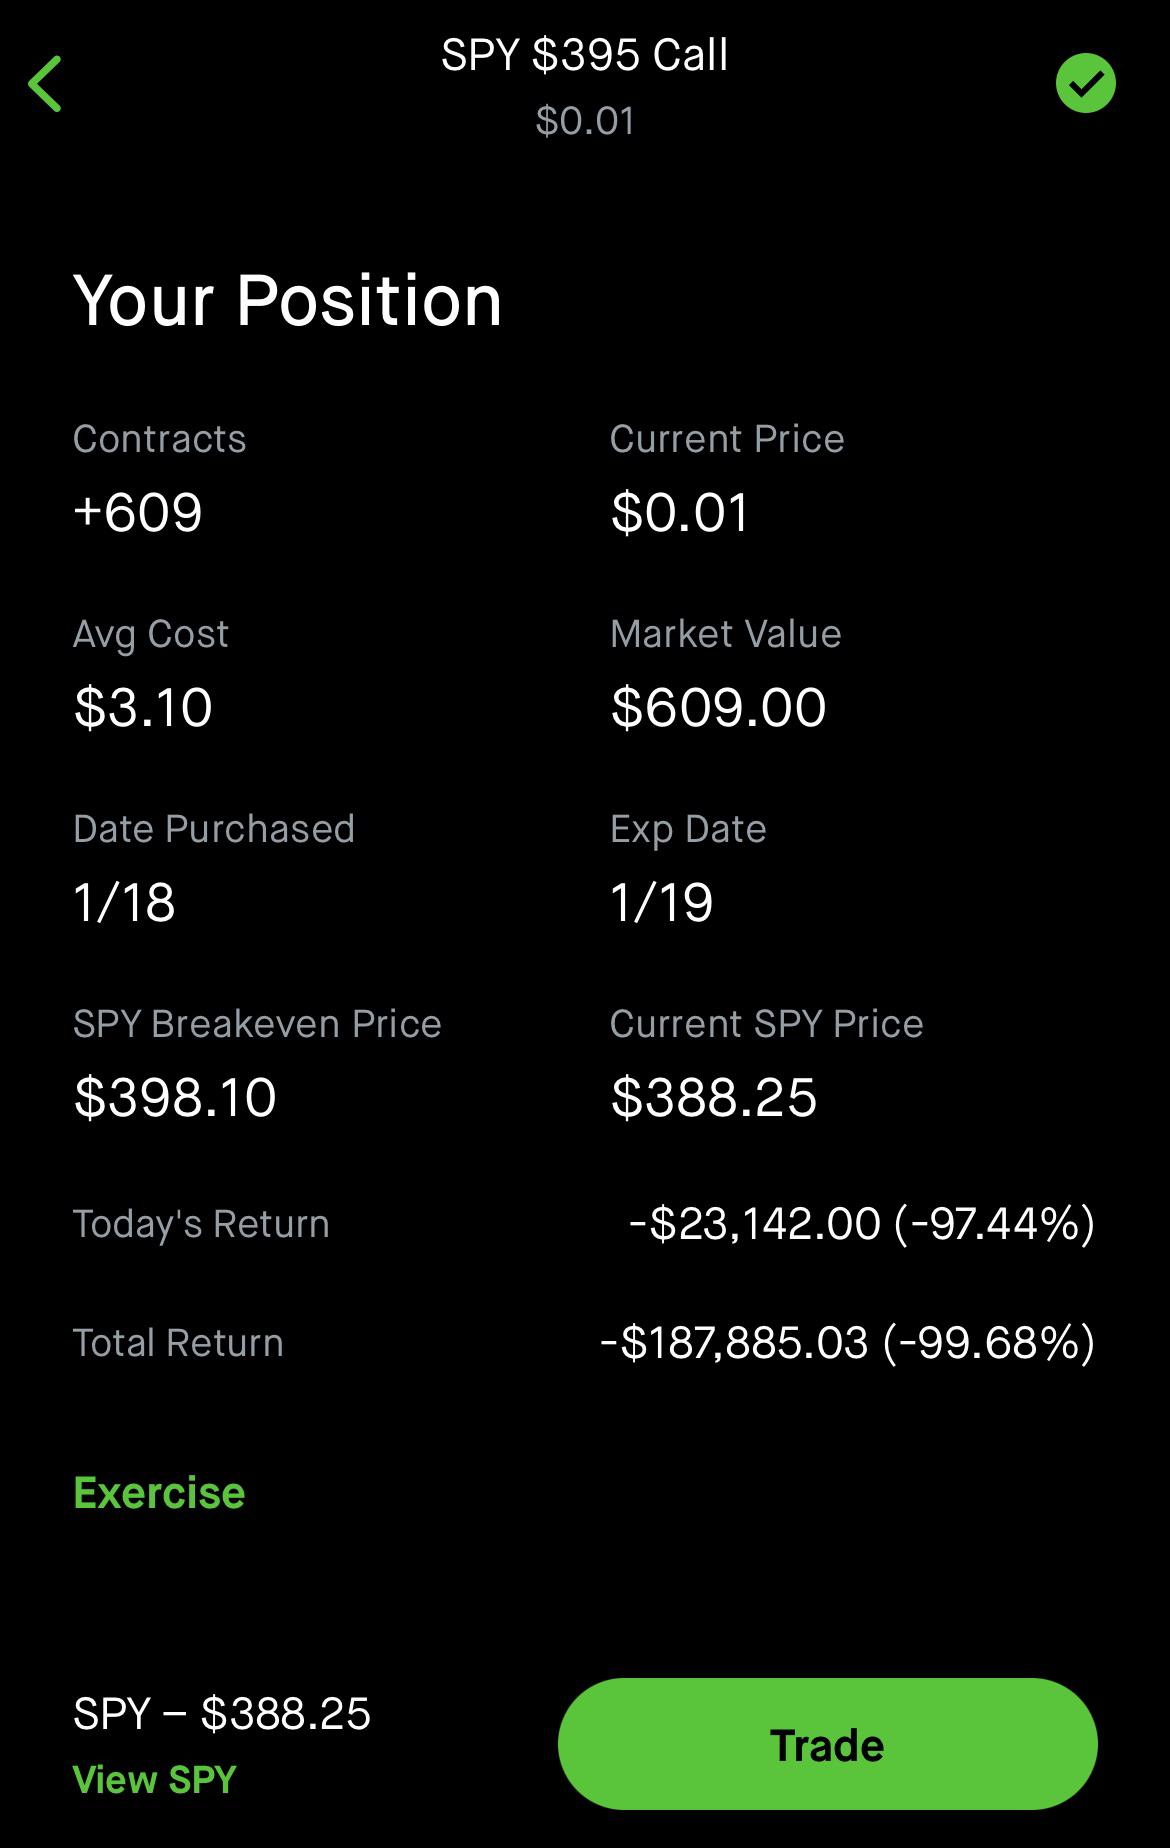 SPY $395 Call
$0.01
Your Position
Contracts
+609
Current Price
$0.01
Avg Cost
$3.10
Market Value
$609.00
Date Purchased
1/18
Exp Date
1/19
SPY Breakeven Price
$398.10
Current SPY Price
$388.25
Today's Return
-$23,142.00 (-97.44%)
Total Return
-$187,885.03 (-99.68%)
Exercise
SPY – $388.25
View SPY
Trade